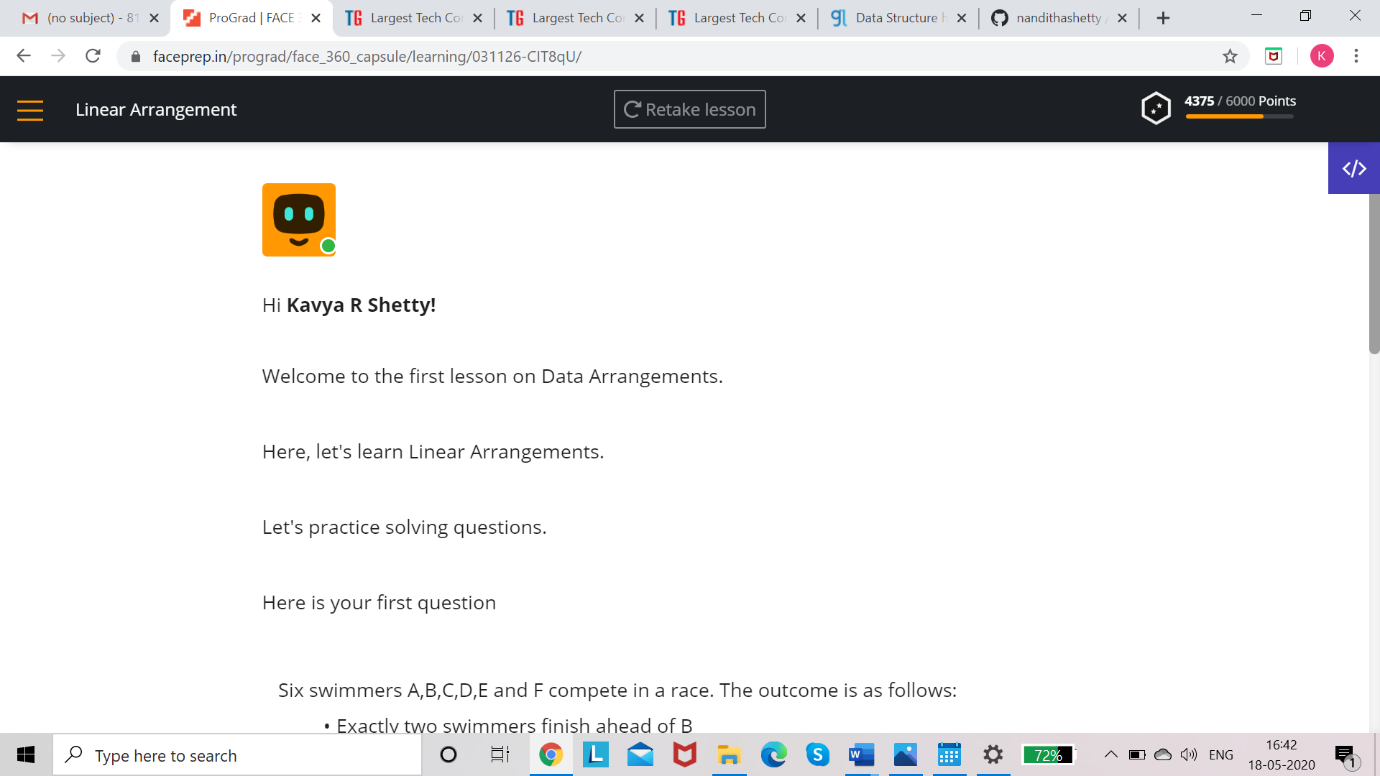 (no subject) - 81
ProGrad | FACE
Largest Tech Co
Largest Tech Co
Largest Tech Co
Data Structure
nandithashetty
faceprep.in/prograd/face_360_capsule/learning/031126-CIT8qU/
K
Linear Arrangement
Retake lesson
4375 / 6000 Points
</>
Hi Kavya R Shetty!
Welcome to the first lesson on Data Arrangements.
Here, let's learn Linear Arrangements.
Let's practice solving questions.
Here is your first question
Six swimmers A,B,C,D,E and F compete in a race. The outcome is as follows:
• Exactly two swimmers finish ahead of B
Type here to search
72%
ENG
16:42
18-05-2020
1